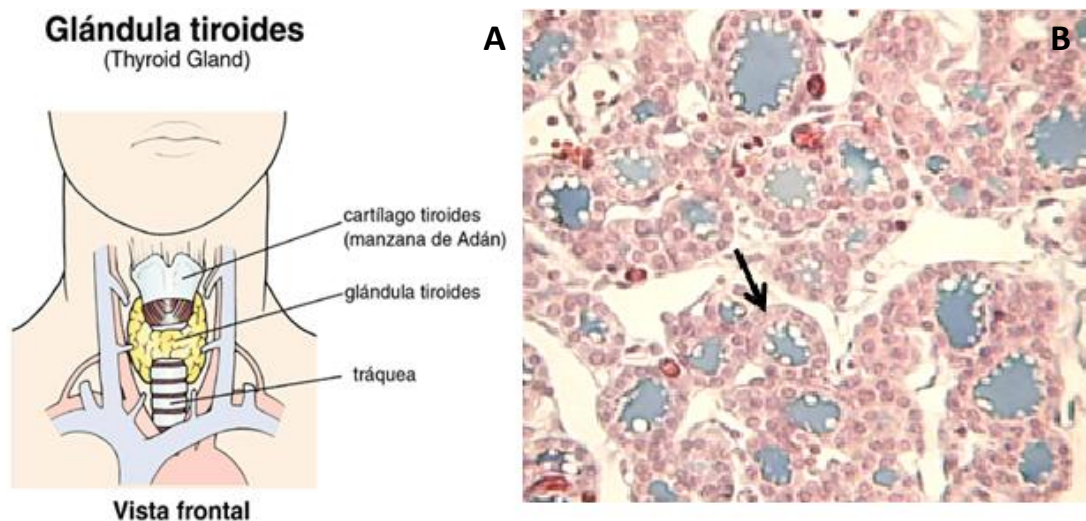 Glándula tiroides
(Thyroid Gland)
A
B
cartílago tiroides
(manzana de Adán)
glándula tiroides
tráquea
Vista frontal